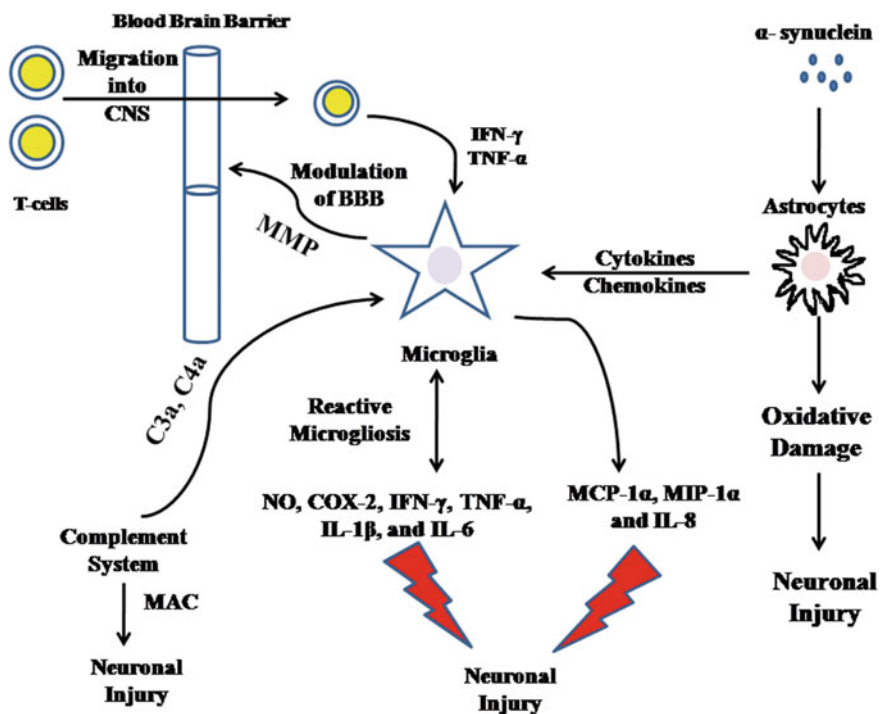 Blood Brain Barrier
Migration
into
CNS
T-cells
IFN-γ
TNF-α
Modulation
of BBB
MMP
α- synuclein
Astrocytes
Cytokines
Chemokines
Microglia
C3a, C4a
Reactive
Microgliosis
Oxidative
Damage
NO, COX-2, IFN-γ, TNF-α,
IL-1β, and IL-6
MCP-1α, MIP-1α
and IL-8
Complement
System
MAC
Neuronal
Injury
Neuronal
Injury
Neuronal
Injury